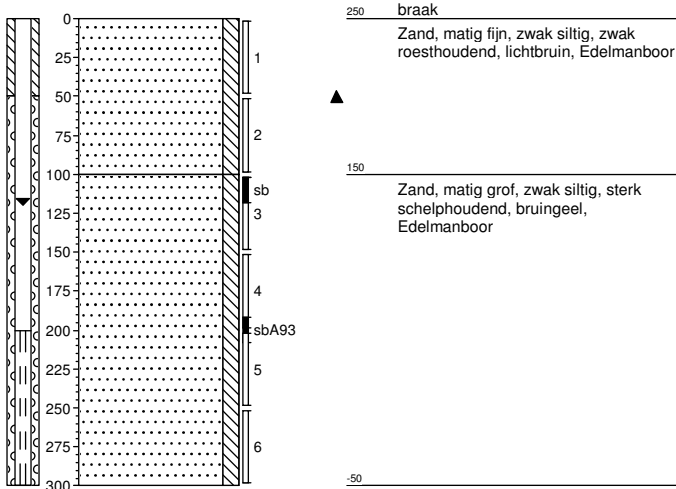 250 braak
0
Zand, matig fijn, zwak siltig, zwak
roesthoudend, lichtbruin, Edelmanboor
25
1
50
75
2
100
150
sb
Zand, matig grof, zwak siltig, sterk
schelphoudend, bruingeel,
Edelmanboor
125
3
150
175
4
200
sbA93
225
5
250
275
6
300
-50